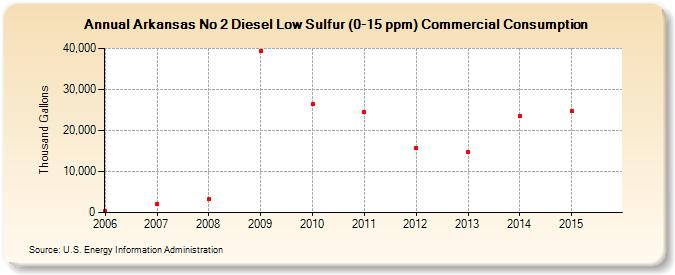 Annual Arkansas No 2 Diesel Low Sulfur (0-15 ppm) Commercial Consumption
Thousand Gallons
40,000
30,000
20,000
10,000
0
2006 2007 2008 2009 2010 2011 2012 2013 2014 2015
Source: U.S. Energy Information Administration